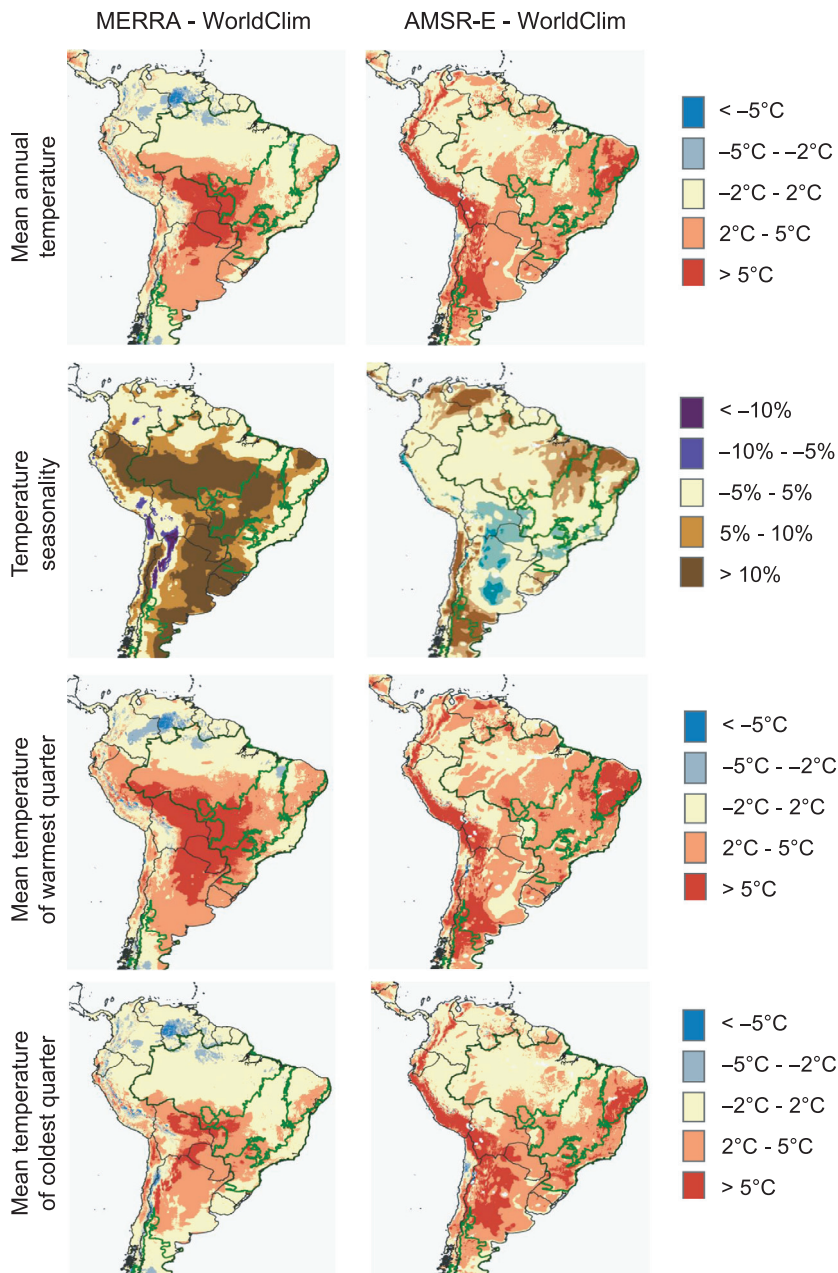 MERRA - WorldClim
AMSR-E - WorldClim
Mean annual
temperature
< –5°C
–5°C - –2°C
–2°C - 2°C
2°C - 5°C
> 5°C
Temperature
seasonality
< –10%
–10% - –5%
–5% - 5%
5% - 10%
> 10%
Mean temperature
of warmest quarter
< –5°C
–5°C - –2°C
–2°C - 2°C
2°C - 5°C
> 5°C
Mean temperature
of coldest quarter
< –5°C
–5°C - –2°C
–2°C - 2°C
2°C - 5°C
> 5°C